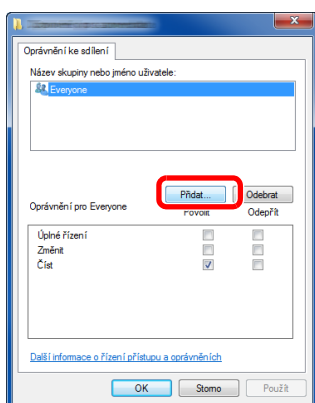 Oprávnění ke sdílení
Název skupiny nebo jméno uživatele:
Everyone
Přidat... Odebrat
Oprávnění pro Everyone Povolit Odepřít
Úplné řízení
Změnit
Číst
Další informace o řízení přístupu a oprávněních
OK Storno Použít